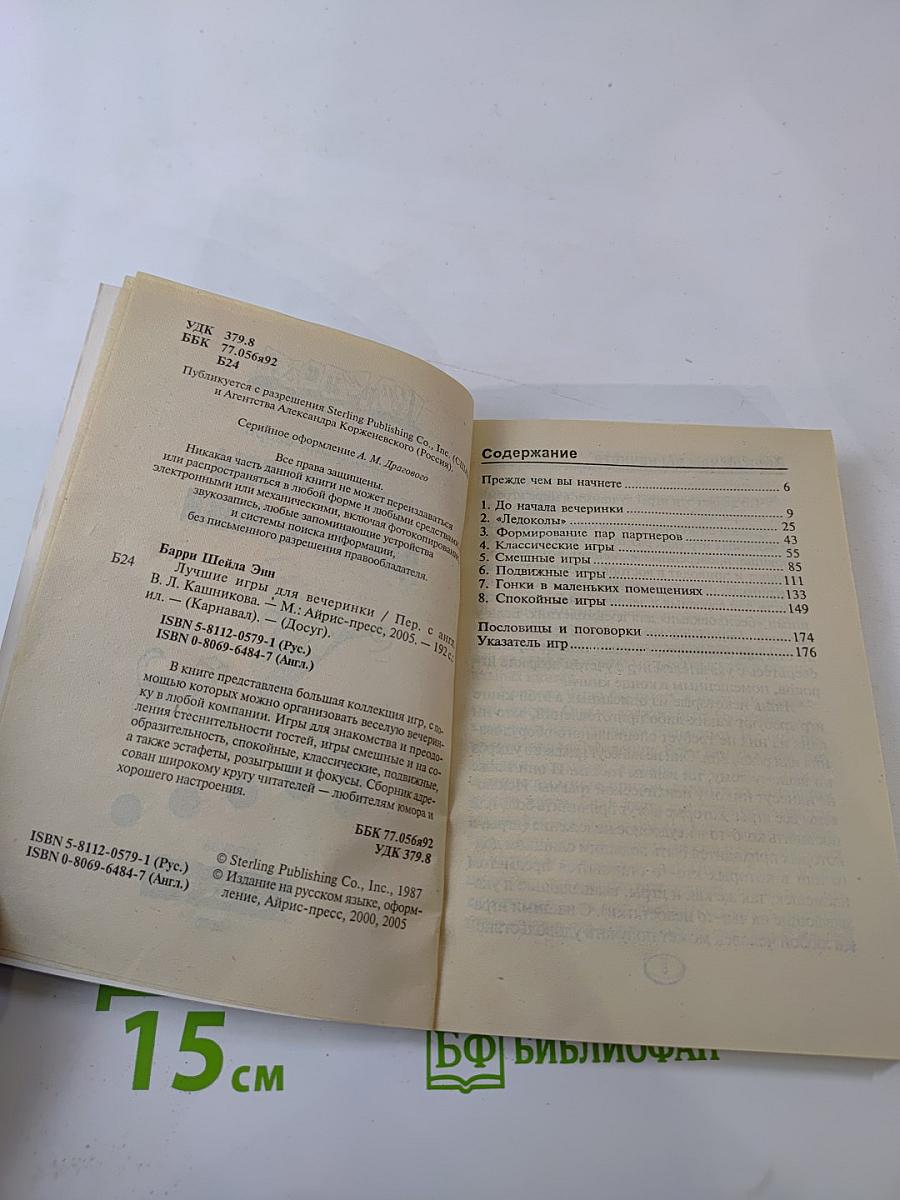 УДК 379.8
ББК 77.056я92
Б24
Публикуется с разрешения Sterling Publishing Co., Inc. (США)
и Агентства Александра Корженевского (Россия).
Серийное оформление А. М. Драгового
Все права защищены.
Никакая часть данной книги не может переиздаваться
или распространяться в любой форме и любыми средствами,
электронными или механическими, включая фотокопирование,
звукозапись, любые запоминающие устройства
и системы поиска информации,
без письменного разрешения правообладателя.
Барри Шейла Энн
Б24 Лучшие игры для вечеринки / Пер. с англ.
В. Л. Кашникова. — М.: Айрис-пресс, 2005. — 192 с.:
ил. — (Карнавал). — (Досуг).
ISBN 5-8112-0579-1 (Рус.)
ISBN 0-8069-6484-7 (Англ.)
В книге представлена большая коллекция игр, с по-
мощью которых можно организовать веселую вечерин-
ку в любой компании. Игры для знакомства и преодо-
ления стеснительности гостей, игры смешные и на со-
образительность, спокойные, классические, подвижные,
а также эстафеты, розыгрыши и фокусы. Сборник адре-
сован широкому кругу читателей — любителям юмора и
хорошего настроения.
ББК 77.056я92
УДК 379.8
ISBN 5-8112-0579-1 (Рус.)
ISBN 0-8069-6484-7 (Англ.)
© Sterling Publishing Co., Inc., 1987
© Издание на русском языке, оформ-
ление, Айрис-пресс, 2000, 2005
Содержание
Прежде чем вы начнете 6
1. До начала вечеринки 9
2. «Ледоколы» 25
3. Формирование пар партнеров 43
4. Классические игры 55
5. Смешные игры 85
6. Подвижные игры 111
7. Гонки в маленьких помещениях 133
8. Спокойные игры 149
Пословицы и поговорки 174
Указатель игр 176
15 см
БФ БИБЛИОФАН